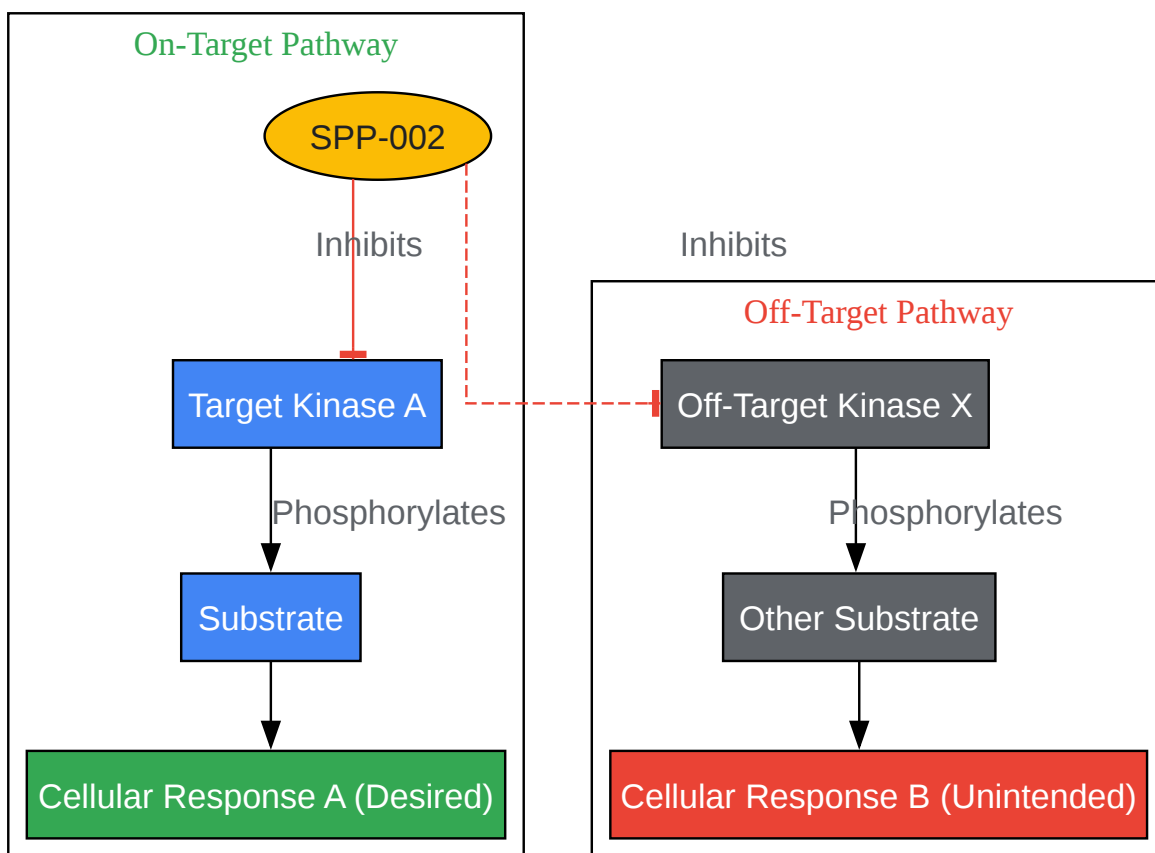 On-Target Pathway
SPP-002
Inhibits
Inhibits
Off-Target Pathway
Target Kinase A
Off-Target Kinase X
Phosphorylates
Phosphorylates
Substrate
Other Substrate
Cellular Response A (Desired)
Cellular Response B (Unintended)